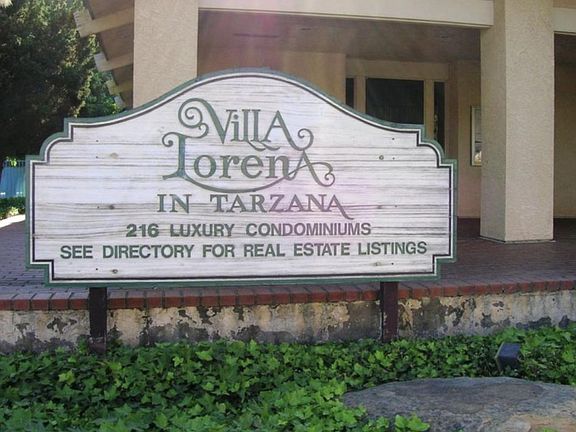 Villa
Lorena
IN TARZANA
216 LUXURY CONDOMINIUMS
SEE DIRECTORY FOR REAL ESTATE LISTINGS